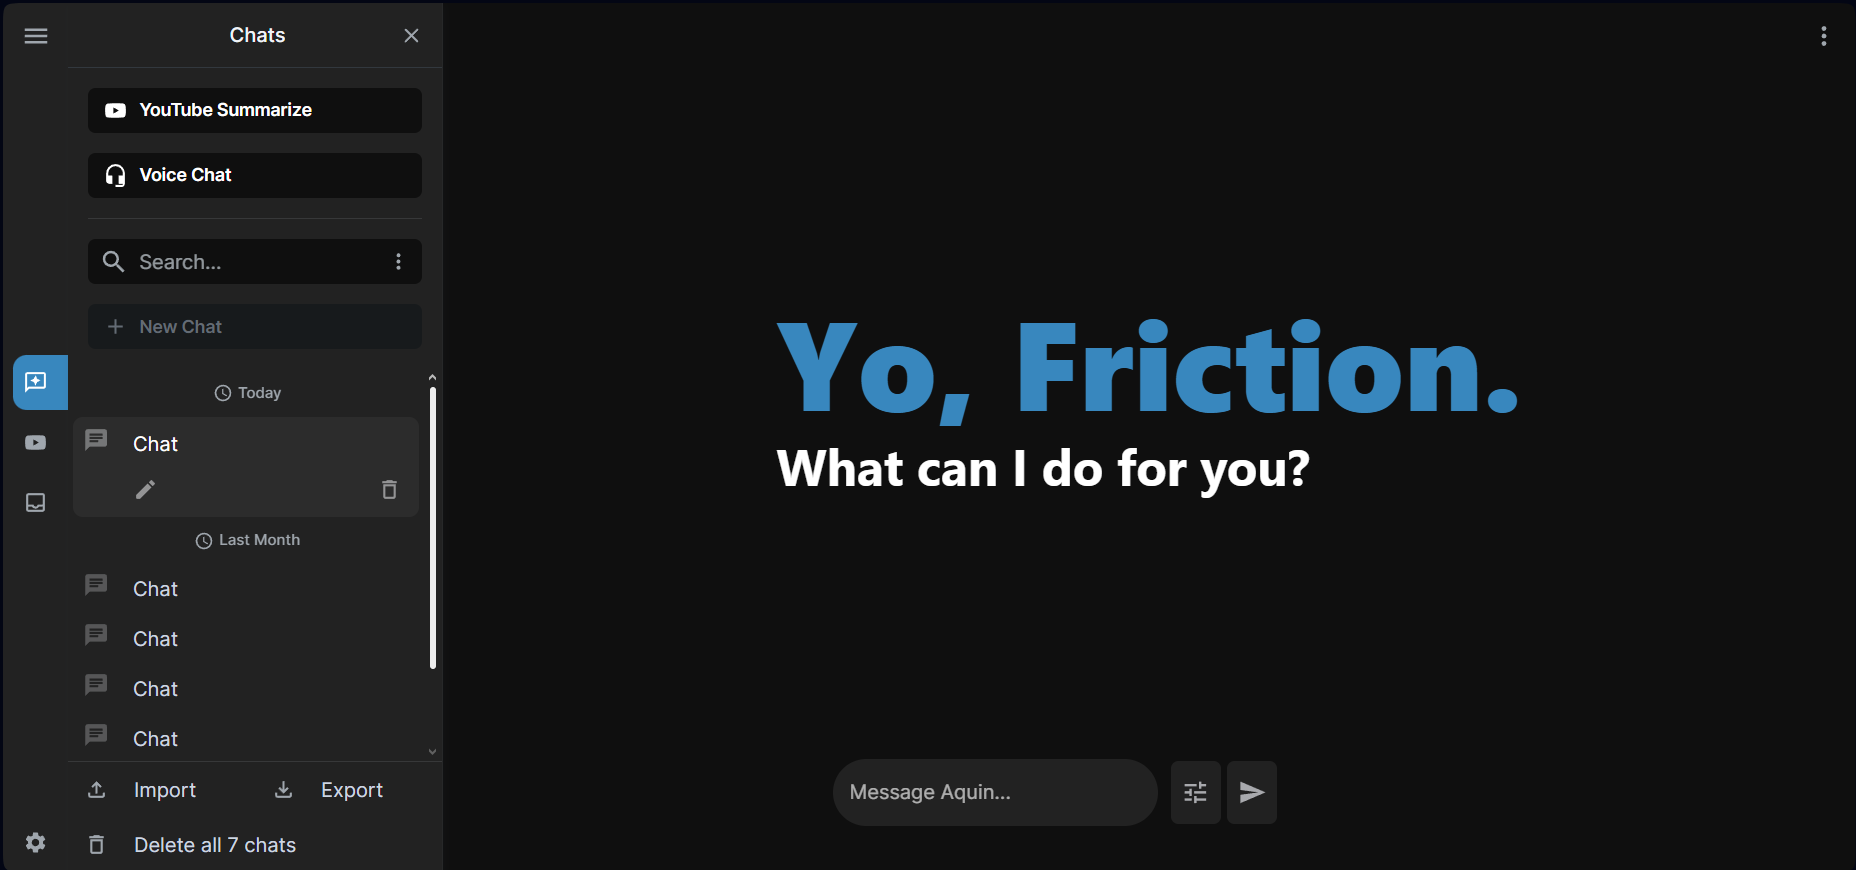 Chats
YouTube Summarize
Voice Chat
Search...
New Chat
Today
Chat
Last Month
Chat
Chat
Chat
Chat
Import
Export
Delete all 7 chats
Yo, Friction.
What can I do for you?
Message Aquin...